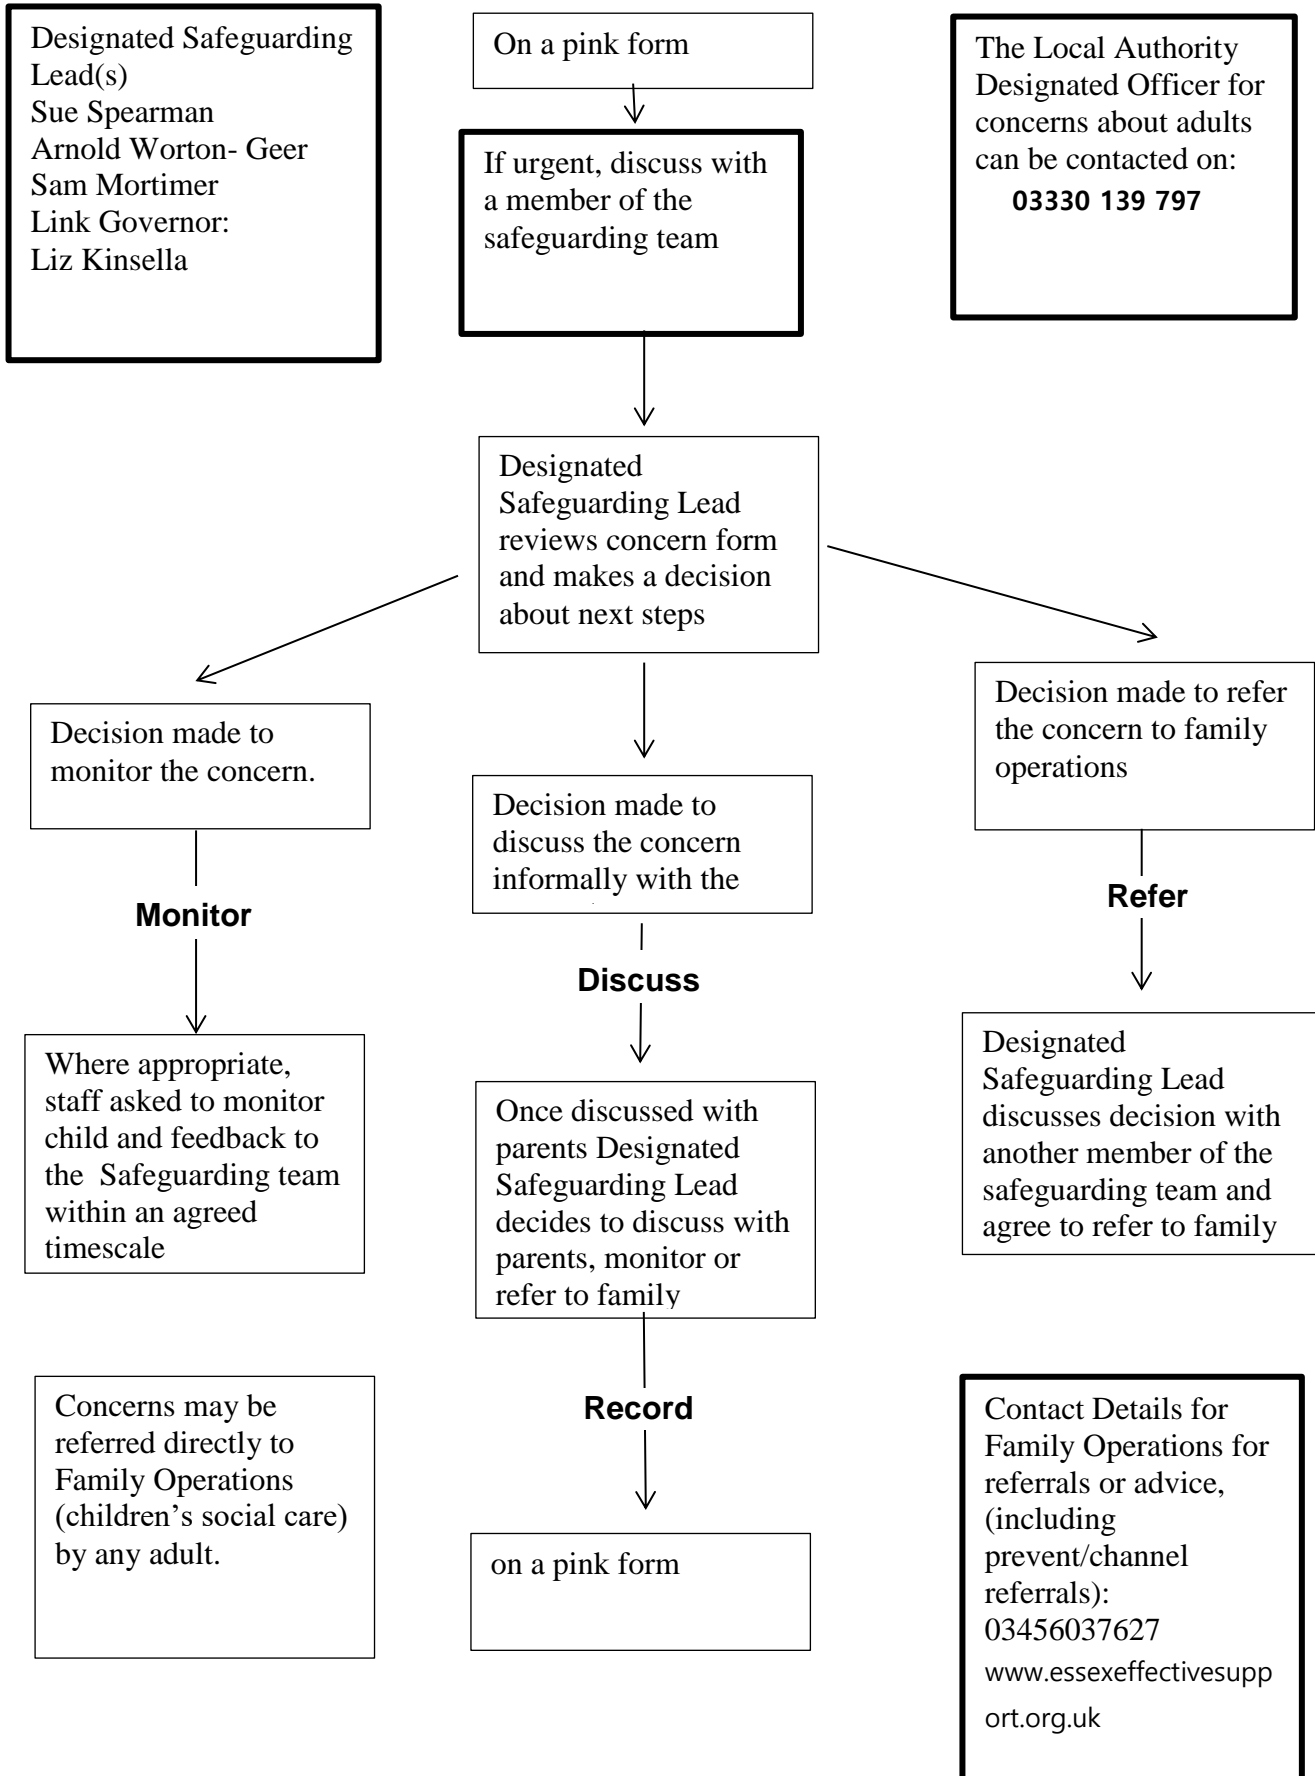 Designated Safeguarding
Lead(s)
Sue Spearman
Arnold Worton- Geer
Sam Mortimer
Link Governor:
Liz Kinsella
On a pink form
The Local Authority
Designated Officer for
concerns about adults
can be contacted on:
03330 139 797
If urgent, discuss with
a member of the
safeguarding team
Designated
Safeguarding Lead
reviews concern form
and makes a decision
about next steps
Decision made to
monitor the concern.
Decision made to
discuss the concern
informally with the
Decision made to refer
the concern to family
operations
Monitor
Discuss
Refer
Where appropriate,
staff asked to monitor
child and feedback to
the  Safeguarding team
within an agreed
timescale
Once discussed with
parents Designated
Safeguarding Lead
decides to discuss with
parents, monitor or
refer to family
Designated
Safeguarding Lead
discusses decision with
another member of the
safeguarding team and
agree to refer to family
Concerns may be
referred directly to
Family Operations
(children’s social care)
by any adult.
Record
on a pink form
Contact Details for
Family Operations for
referrals or advice,
(including
prevent/channel
referrals):
03456037627
www.essexeffectivesupp
ort.org.uk